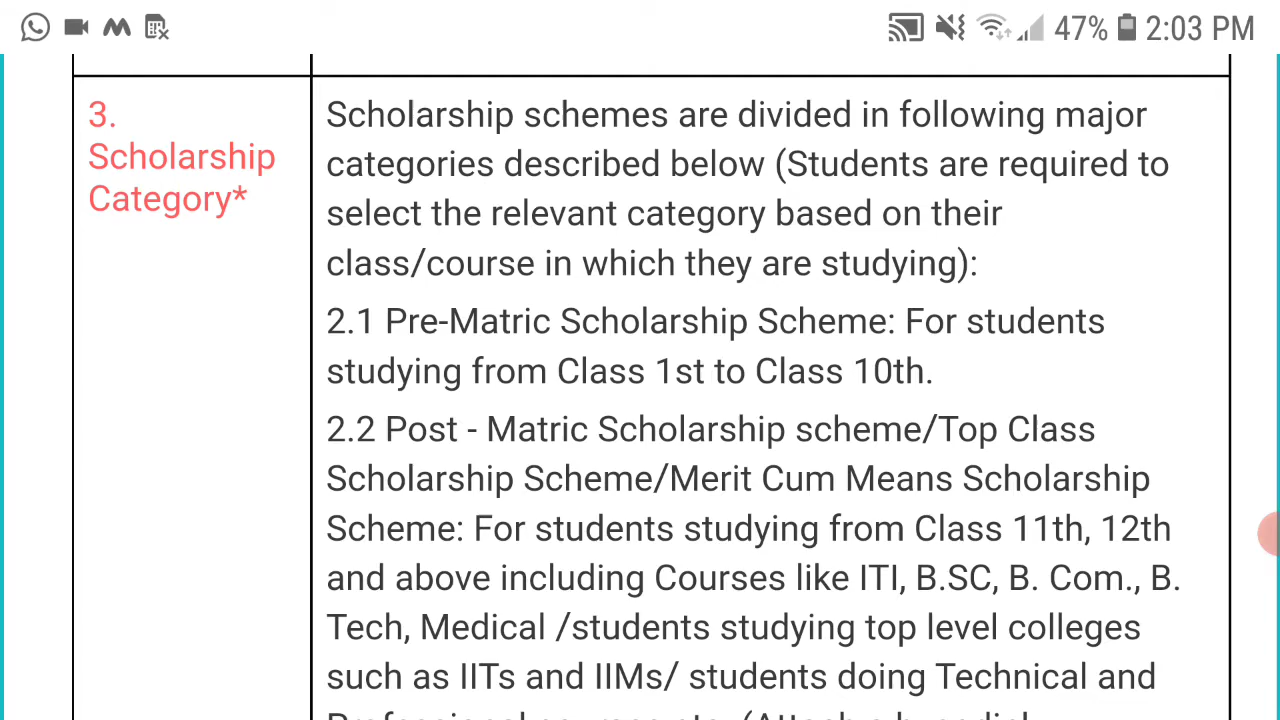 47% 2:03 PM
3.
Scholarship
Category*
Scholarship schemes are divided in following major
categories described below (Students are required to
select the relevant category based on their
class/course in which they are studying):
2.1 Pre-Matric Scholarship Scheme: For students
studying from Class 1st to Class 10th.
2.2 Post - Matric Scholarship scheme/Top Class
Scholarship Scheme/Merit Cum Means Scholarship
Scheme: For students studying from Class 11th, 12th
and above including Courses like ITI, B.SC, B. Com., B.
Tech, Medical /students studying top level colleges
such as IITs and IIMs/ students doing Technical and